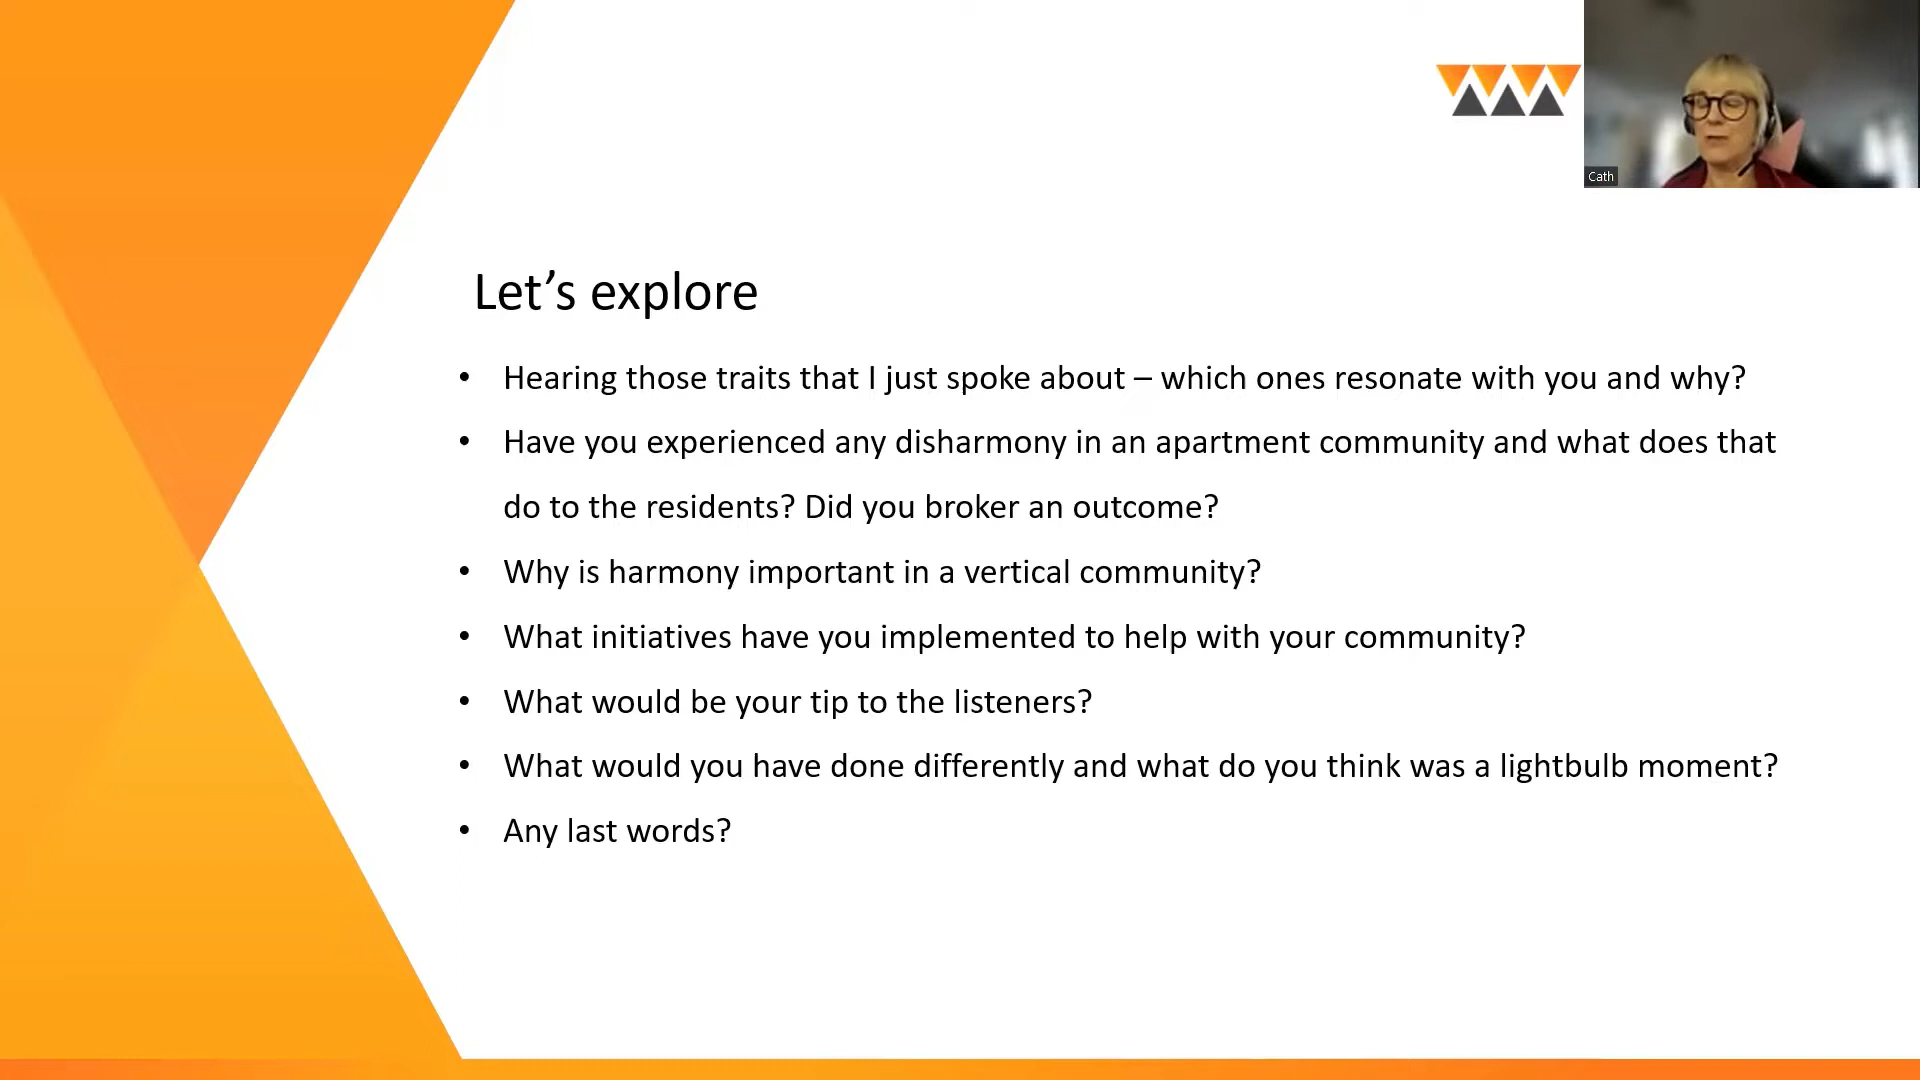 Cath
Let’s explore
• Hearing those traits that I just spoke about – which ones resonate with you and why?
• Have you experienced any disharmony in an apartment community and what does that
do to the residents? Did you broker an outcome?
• Why is harmony important in a vertical community?
• What initiatives have you implemented to help with your community?
• What would be your tip to the listeners?
• What would you have done differently and what do you think was a lightbulb moment?
• Any last words?